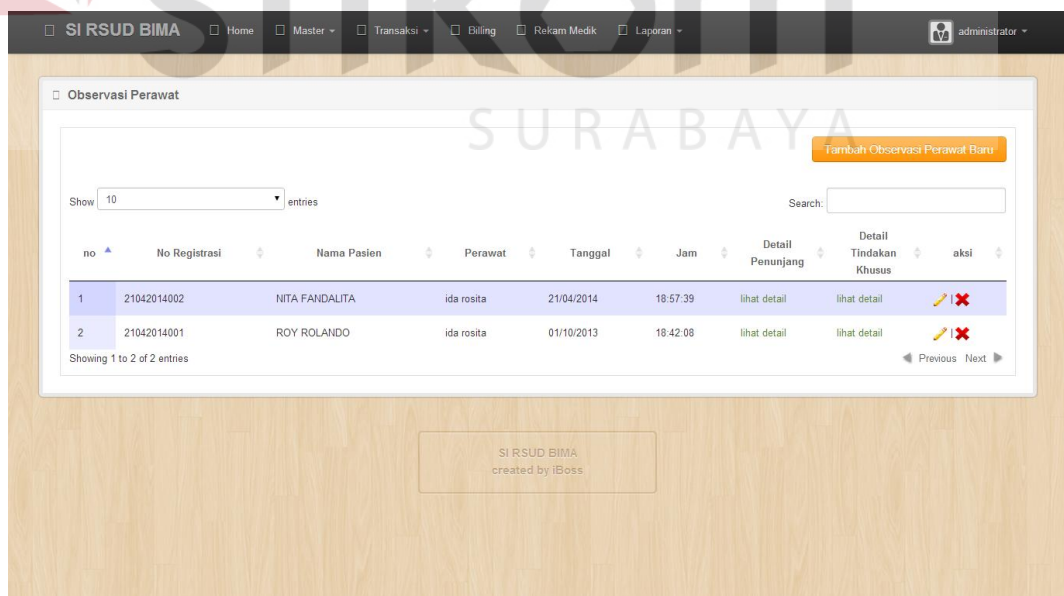 SI RSUD BIMA Home Master Transaksi Billing Rekam Medik Laporan administrator
Observasi Perawat
SURABAYA
Tambah Observasi Perawat Baru
Show 10 entries Search:
no No Registrasi Nama Pasien Perawat Tanggal Jam Detail Penunjang Detail Tindakan Khusus aksi
1 21042014002 NITA FANDALITA ida rosita 21/04/2014 18:57:39 lihat detail lihat detail |
2 21042014001 ROY ROLANDO ida rosita 01/10/2013 18:42:08 lihat detail lihat detail |
Showing 1 to 2 of 2 entries Previous Next
SI RSUD BIMA
created by iBoss